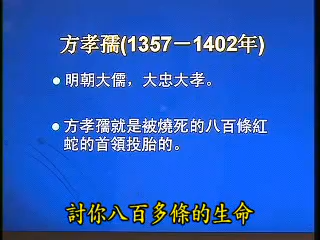 方孝孺(1357－1402年)
明朝大儒，大忠大孝。
方孝孺就是被燒死的八百條紅
蛇的首領投胎的。
討你八百多條的生命